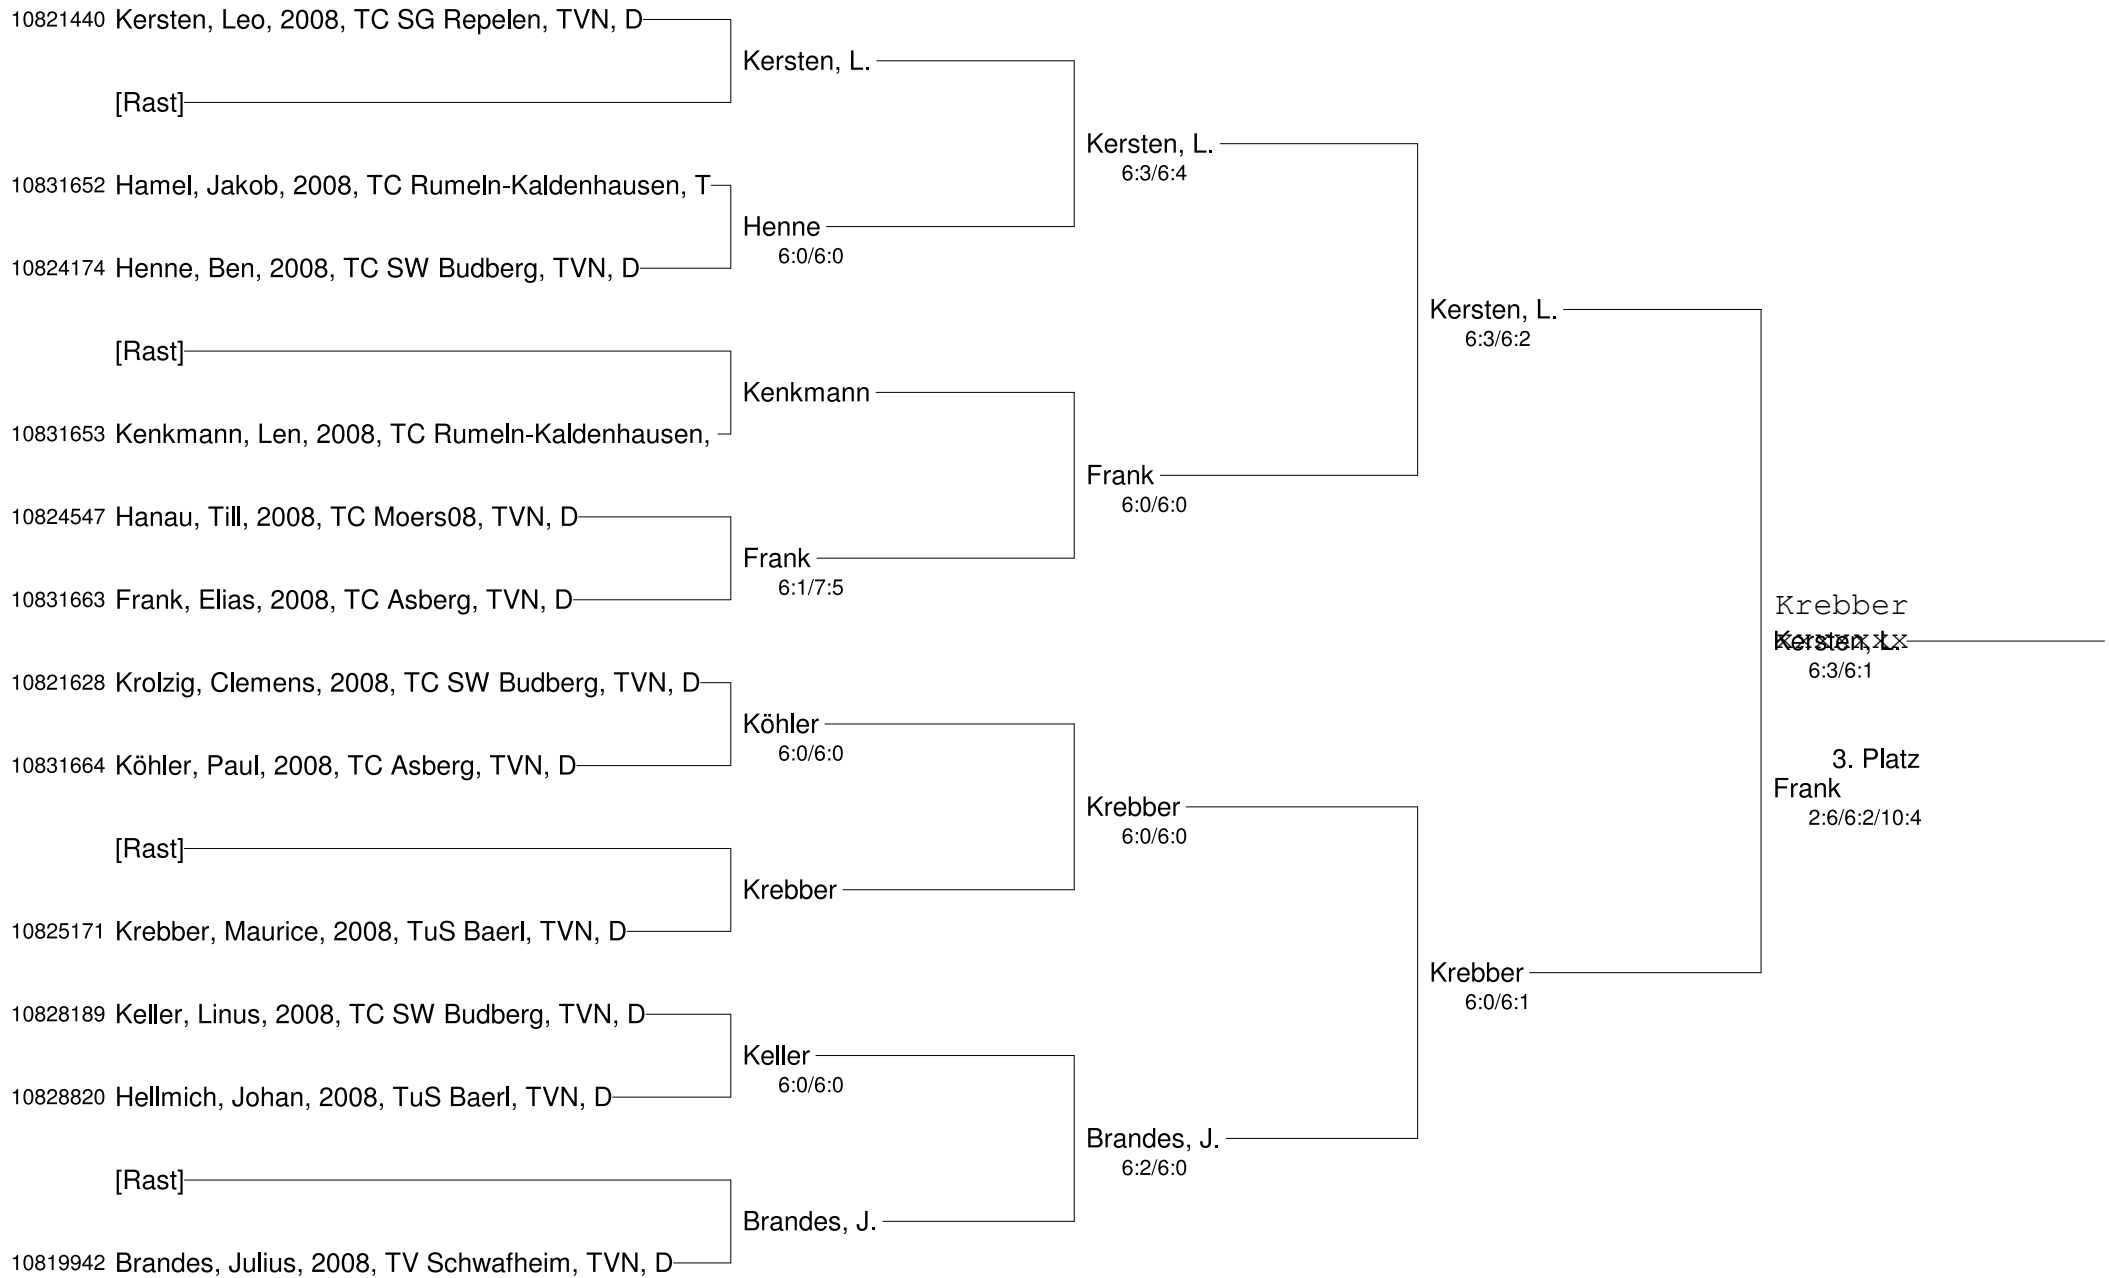 10821440 Kersten, Leo, 2008, TC SG Repelen, TVN, D
Kersten, L.
[Rast]
Kersten, L.
6:3/6:4
10831652 Hamel, Jakob, 2008, TC Rumeln-Kaldenhausen, T
Henne
6:0/6:0
10824174 Henne, Ben, 2008, TC SW Budberg, TVN, D
Kersten, L.
6:3/6:2
[Rast]
Kenkmann
10831653 Kenkmann, Len, 2008, TC Rumeln-Kaldenhausen,
Frank
6:0/6:0
10824547 Hanau, Till, 2008, TC Moers08, TVN, D
Frank
6:1/7:5
10831663 Frank, Elias, 2008, TC Asberg, TVN, D
Krebber
Kersten, L.
6:3/6:1
10821628 Krolzig, Clemens, 2008, TC SW Budberg, TVN, D
Köhler
6:0/6:0
10831664 Köhler, Paul, 2008, TC Asberg, TVN, D
3. Platz
Frank
2:6/6:2/10:4
Krebber
6:0/6:0
[Rast]
Krebber
10825171 Krebber, Maurice, 2008, TuS Baerl, TVN, D
Krebber
6:0/6:1
10828189 Keller, Linus, 2008, TC SW Budberg, TVN, D
Keller
6:0/6:0
10828820 Hellmich, Johan, 2008, TuS Baerl, TVN, D
Brandes, J.
6:2/6:0
[Rast]
Brandes, J.
10819942 Brandes, Julius, 2008, TV Schwafheim, TVN, D